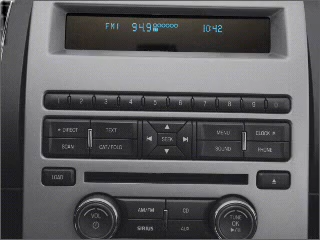 FM1 94.9 10:42
1 2 3 4 5 6 7 8 9 0
DIRECT TEXT MENU CLOCK
SEEK
SCAN CAT/FOLD SOUND PHONE
LOAD
AM/FM CD
VOL TUNE
OK
SIRIUS AUX